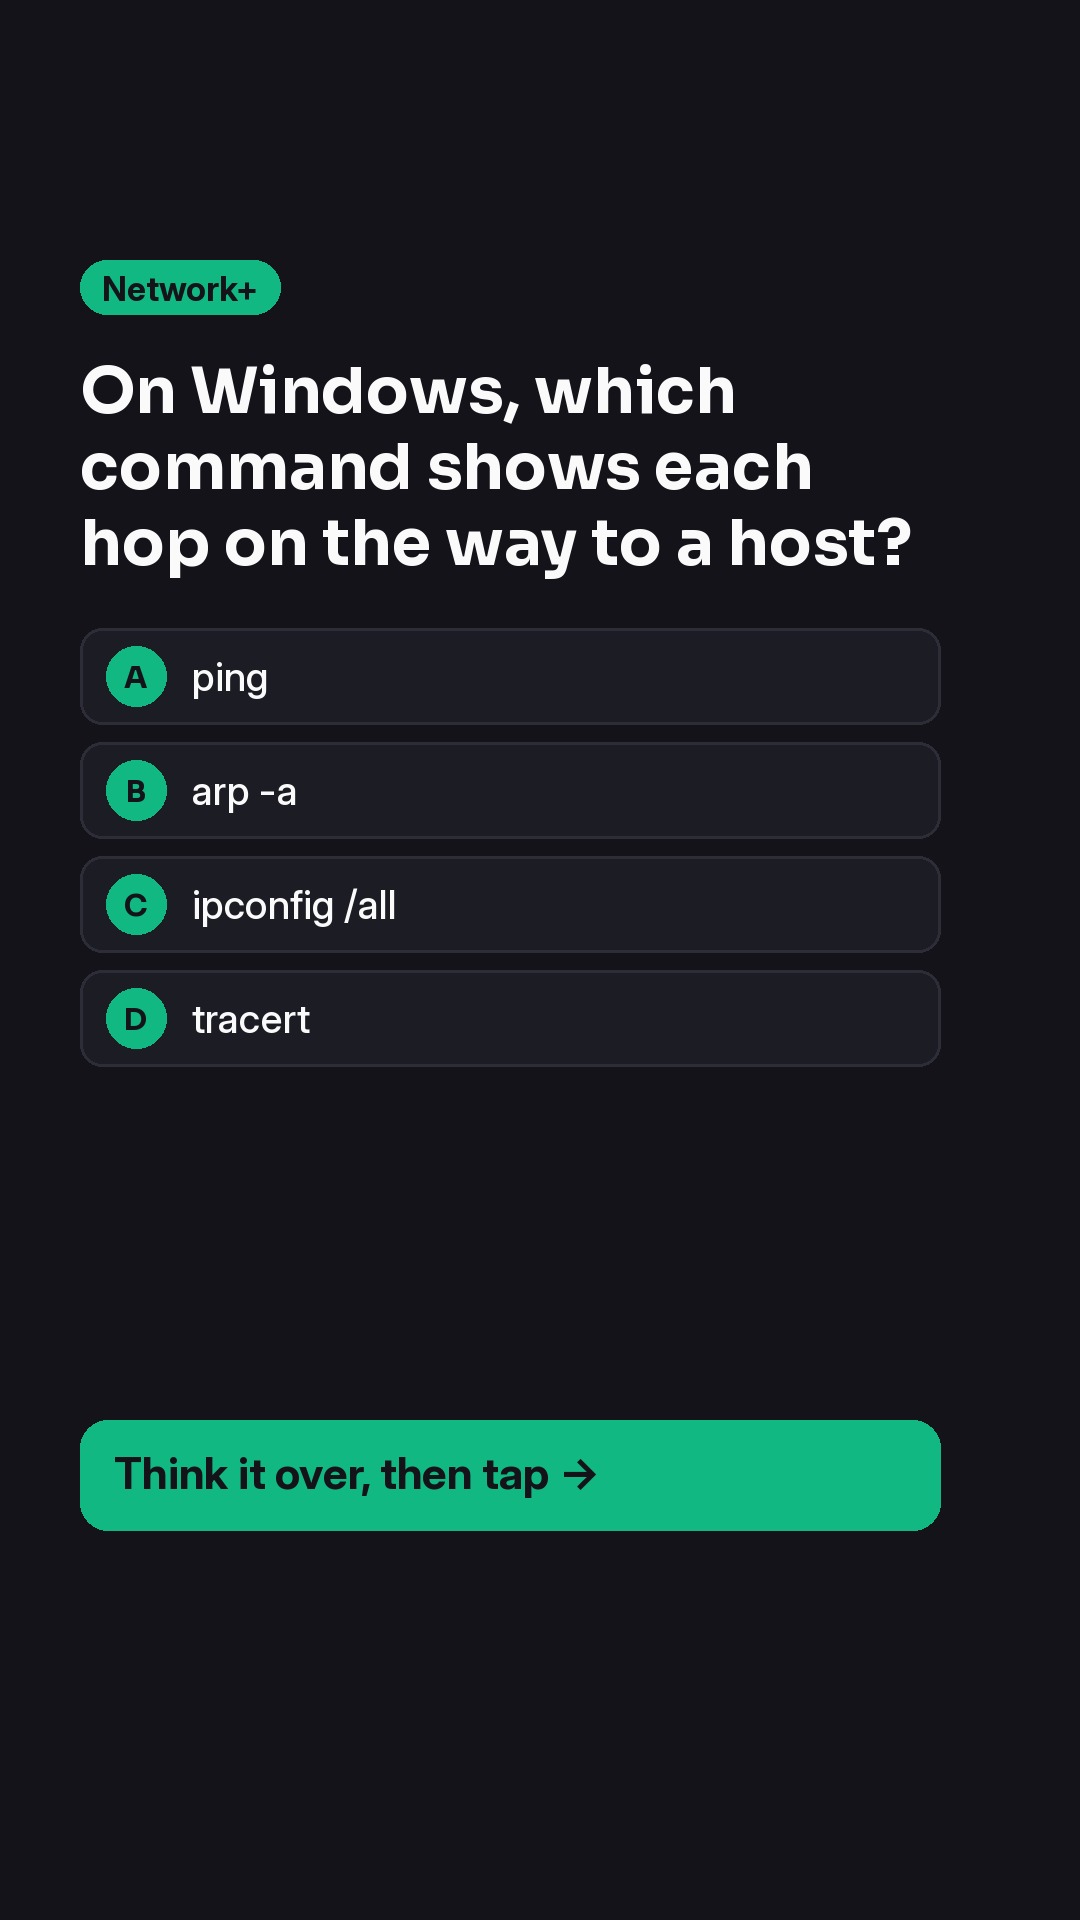 Network+
On Windows, which
command shows each
hop on the way to a host?
A ping
B arp -a
C ipconfig /all
D tracert
Think it over, then tap →